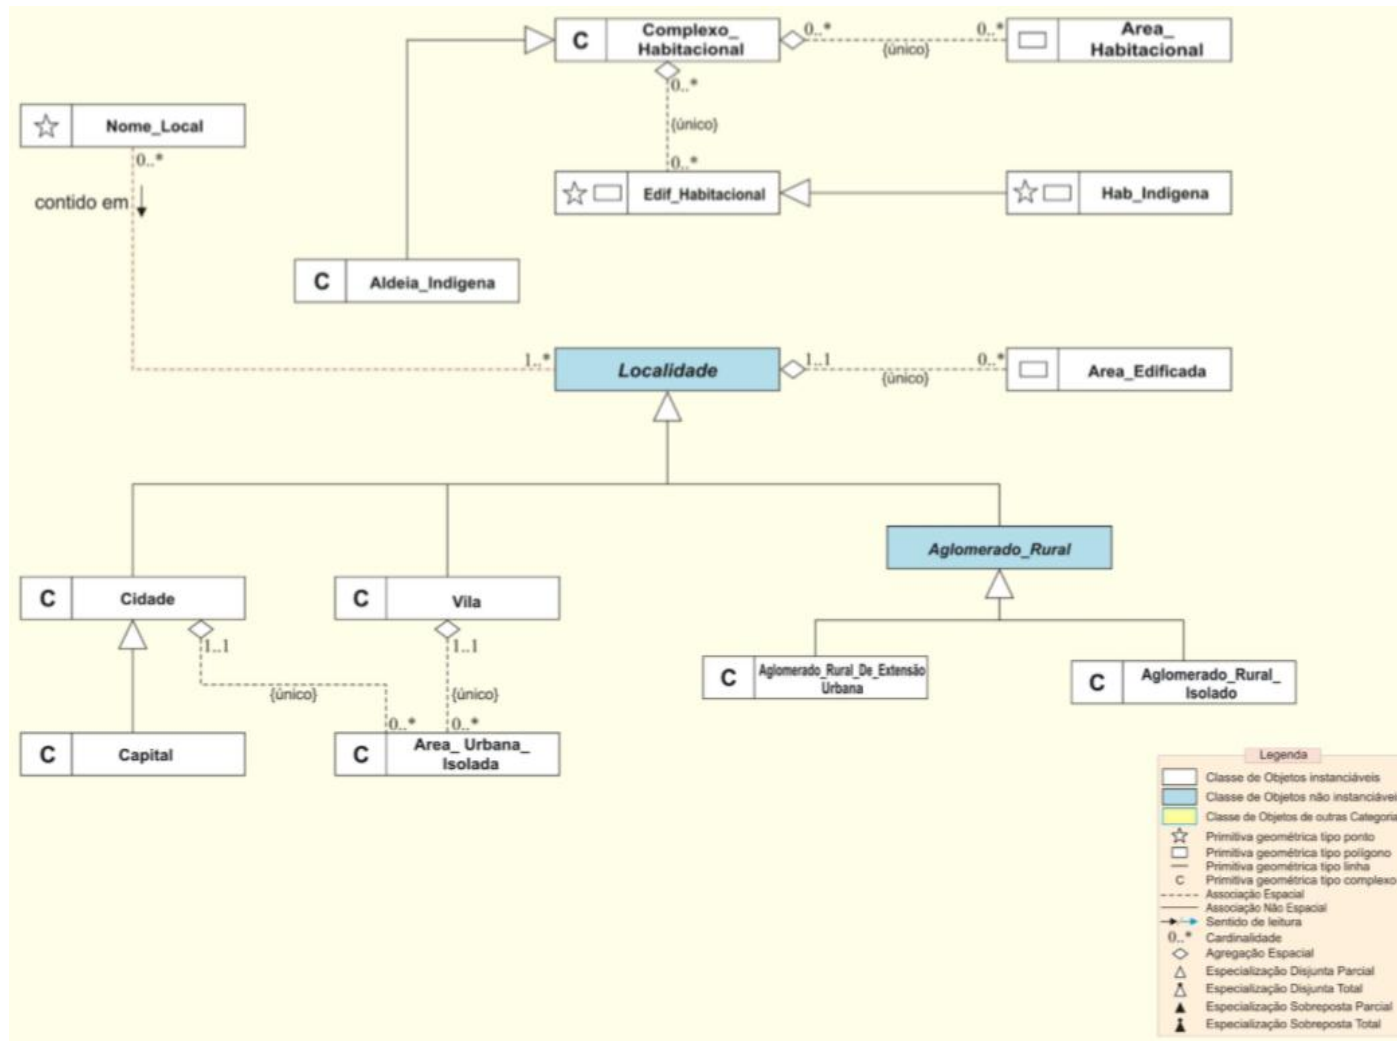 Complexo_
Habitacional
C
0..*
0..*
{único}
Area_
Habitacional
0..*
{único}
0..*
Nome_Local
0..*
contido em
Edif_Habitacional
Hab_Indigena
C
Aldeia_Indigena
1..*
Localidade
1..1
0..*
{único}
Area_Edificada
Aglomerado_Rural
C
Cidade
C
Vila
1..1
1..1
{único}
{único}
0..*
0..*
C
Capital
C
Area_ Urbana_
Isolada
C
Aglomerado_Rural_De_Extensão
Urbana
C
Aglomerado_Rural_
Isolado
Legenda
Classe de Objetos instanciáveis
Classe de Objetos não instanciávei
Classe de Objetos de outras Categoria
Primitiva geométrica tipo ponto
Primitiva geométrica tipo polígono
Primitiva geométrica tipo linha
C Primitiva geométrica tipo complexo
Associação Espacial
Associação Não Espacial
Sentido de leitura
0..* Cardinalidade
Agregação Espacial
Especialização Disjunta Parcial
Especialização Disjunta Total
Especialização Sobreposta Parcial
Especialização Sobreposta Total